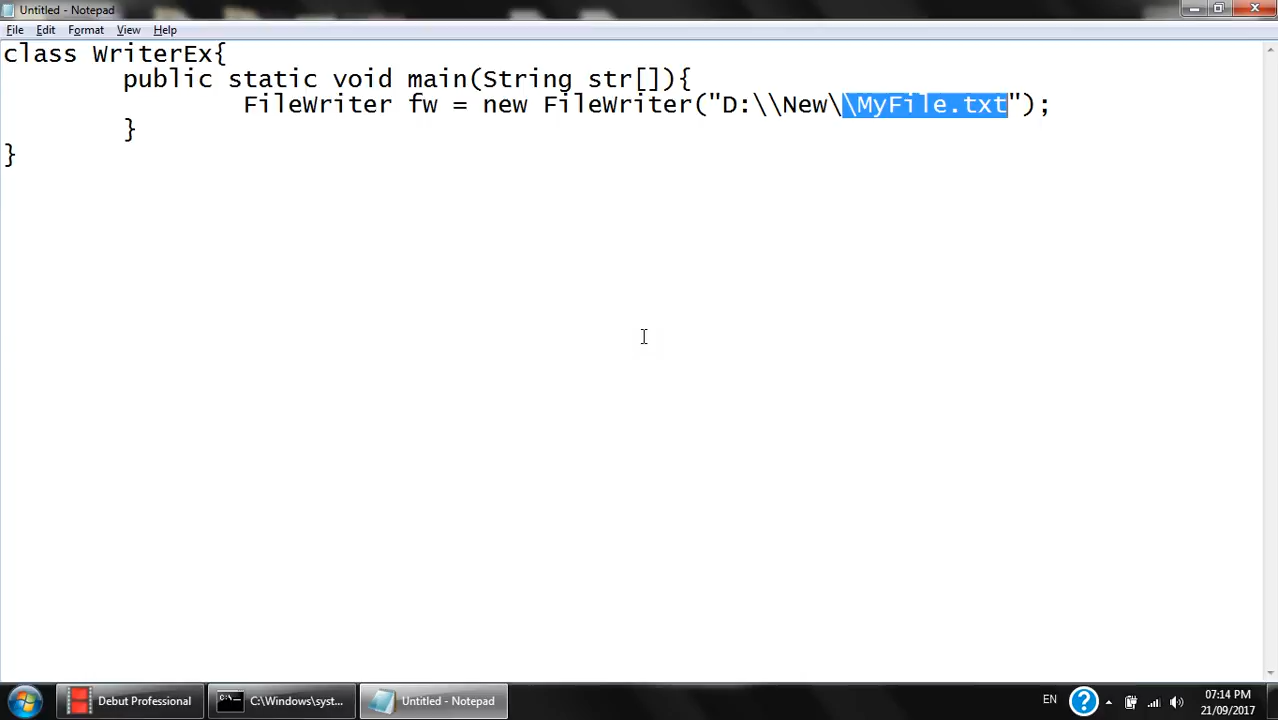 Untitled - Notepad
File Edit Format View Help
class WriterEx{
public static void main(String str[]){
FileWriter fw = new FileWriter("D:\\New\\MyFile.txt");
}
}
Debut Professional C:\Windows\syst... Untitled - Notepad EN ? 07:14 PM
21/09/2017